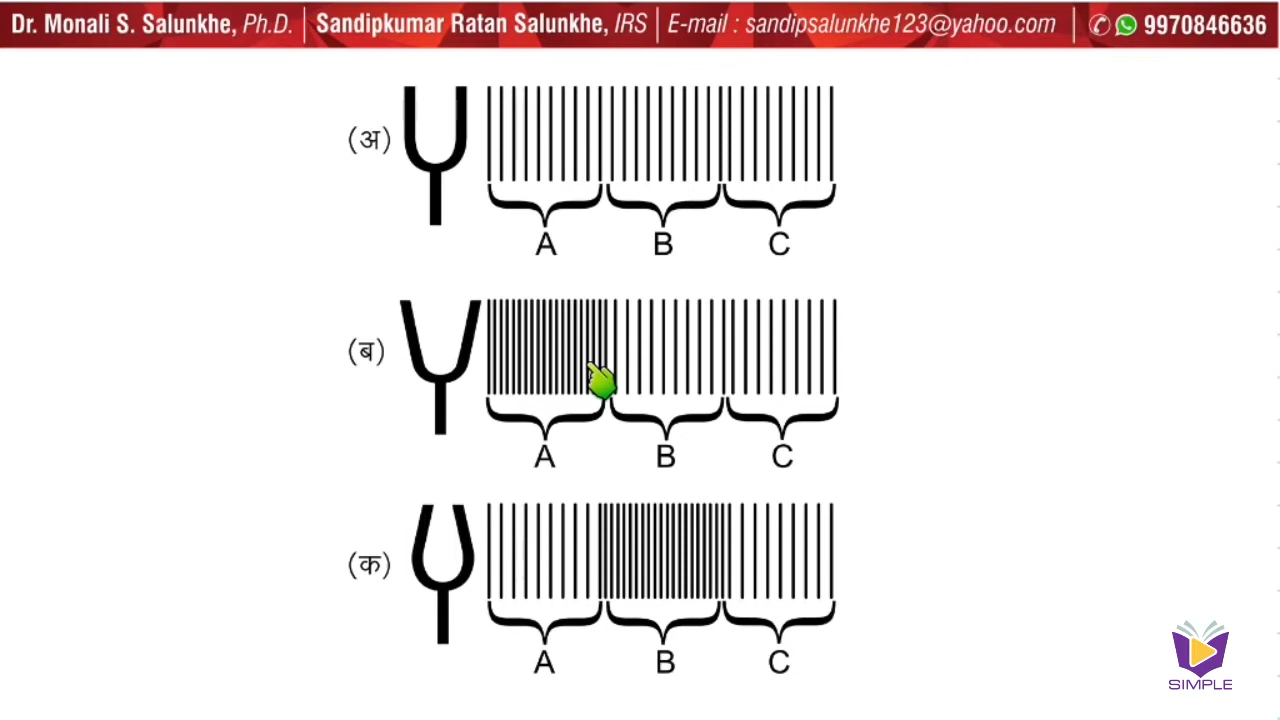 Dr. Monali S. Salunkhe, Ph.D. | Sandipkumar Ratan Salunkhe, IRS | E-mail : sandipsalunkhe123@yahoo.com | 9970846636
(अ)
A B C
(ब)
A B C
(क)
A B C
SIMPLE